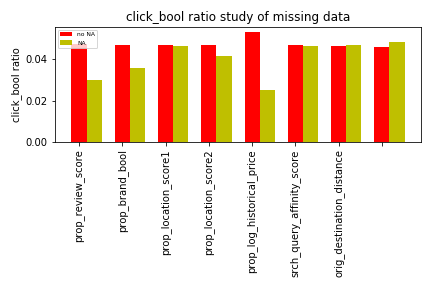 click_bool ratio study of missing data
no NA
NA
click_bool ratio
0.04
0.02
0.00
prop_review_score
prop_brand_bool
prop_location_score1
prop_location_score2
prop_log_historical_price
srch_query_affinity_score
orig_destination_distance